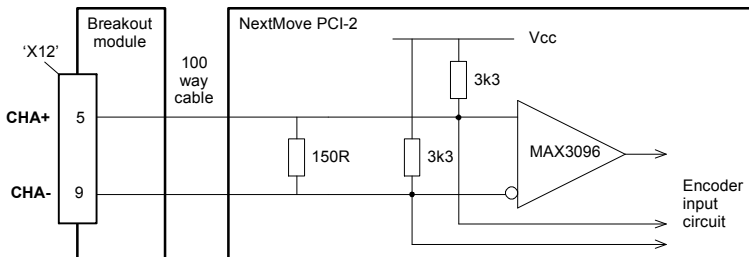 Breakout
module
NextMove PCI-2
'X12'
100
way
cable
Vcc
3k3
CHA+
5
150R
3k3
MAX3096
CHA-
9
Encoder
input
circuit